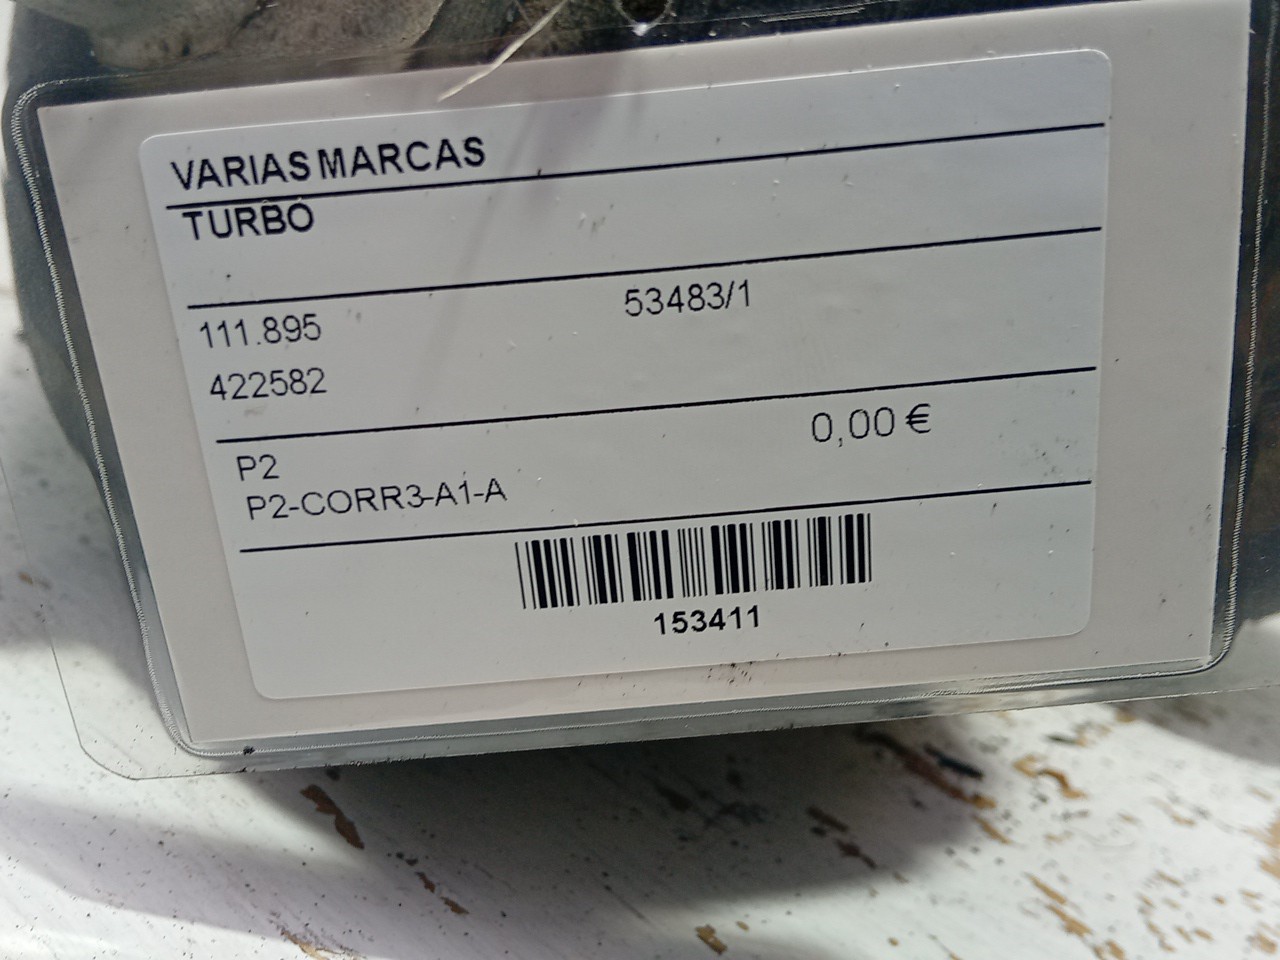 VARIAS MARCAS
TURBO
111.895 53483/1
422582
P2 0,00 €
P2-CORR3-A1-A
153411